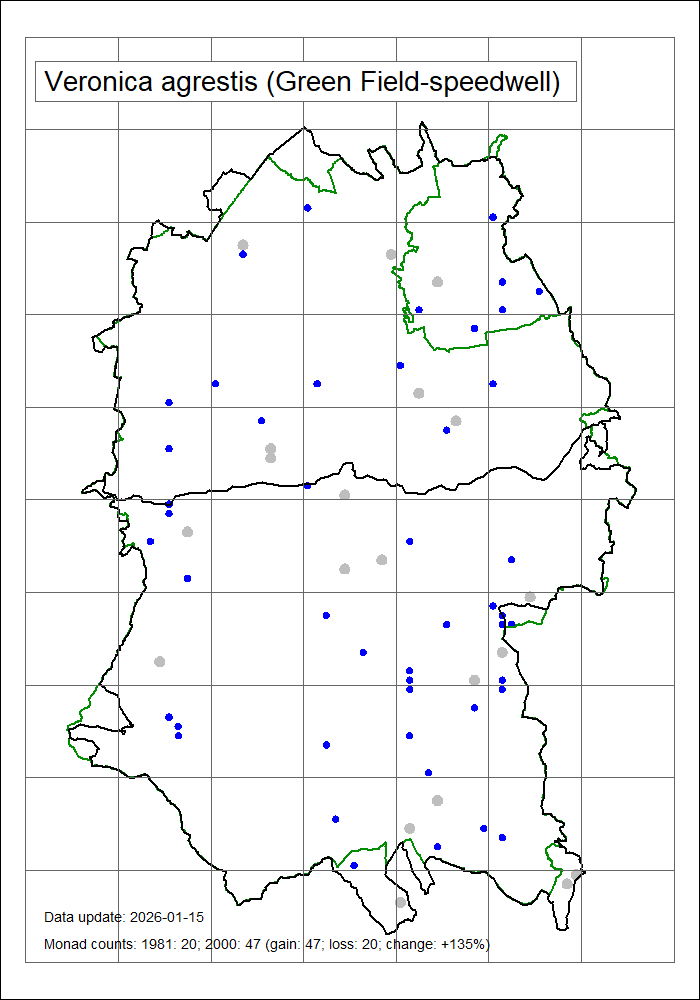 Veronica agrestis (Green Field-speedwell)
Data update: 2026-01-15
Monad counts: 1981: 20; 2000: 47 (gain: 47; loss: 20; change: +135%)